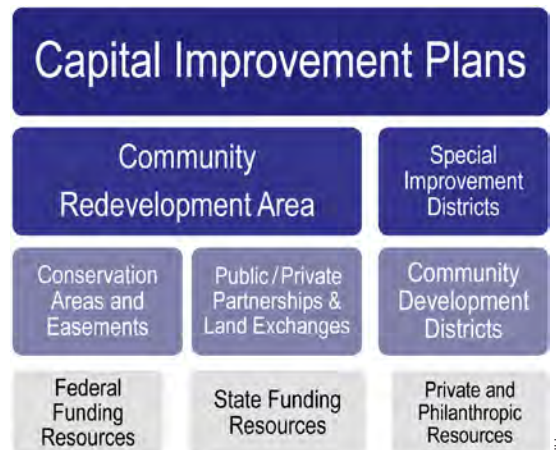 Capital Improvement Plans
Community
Redevelopment Area
Special
Improvement
Districts
Conservation
Areas and
Easements
Public/Private
Partnerships &
Land Exchanges
Community
Development
Districts
Federal
Funding
Resources
State Funding
Resources
Private and
Philanthropic
Resources